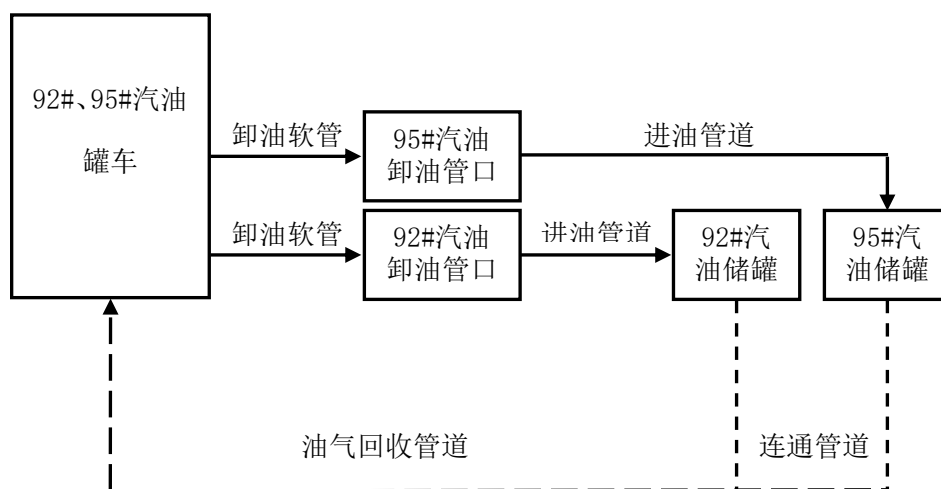 92#、95#汽油
罐车
卸油软管
95#汽油
卸油管口
进油管道
卸油软管
92#汽油
卸油管口
进油管道
92#汽
油储罐
95#汽
油储罐
油气回收管道
连通管道